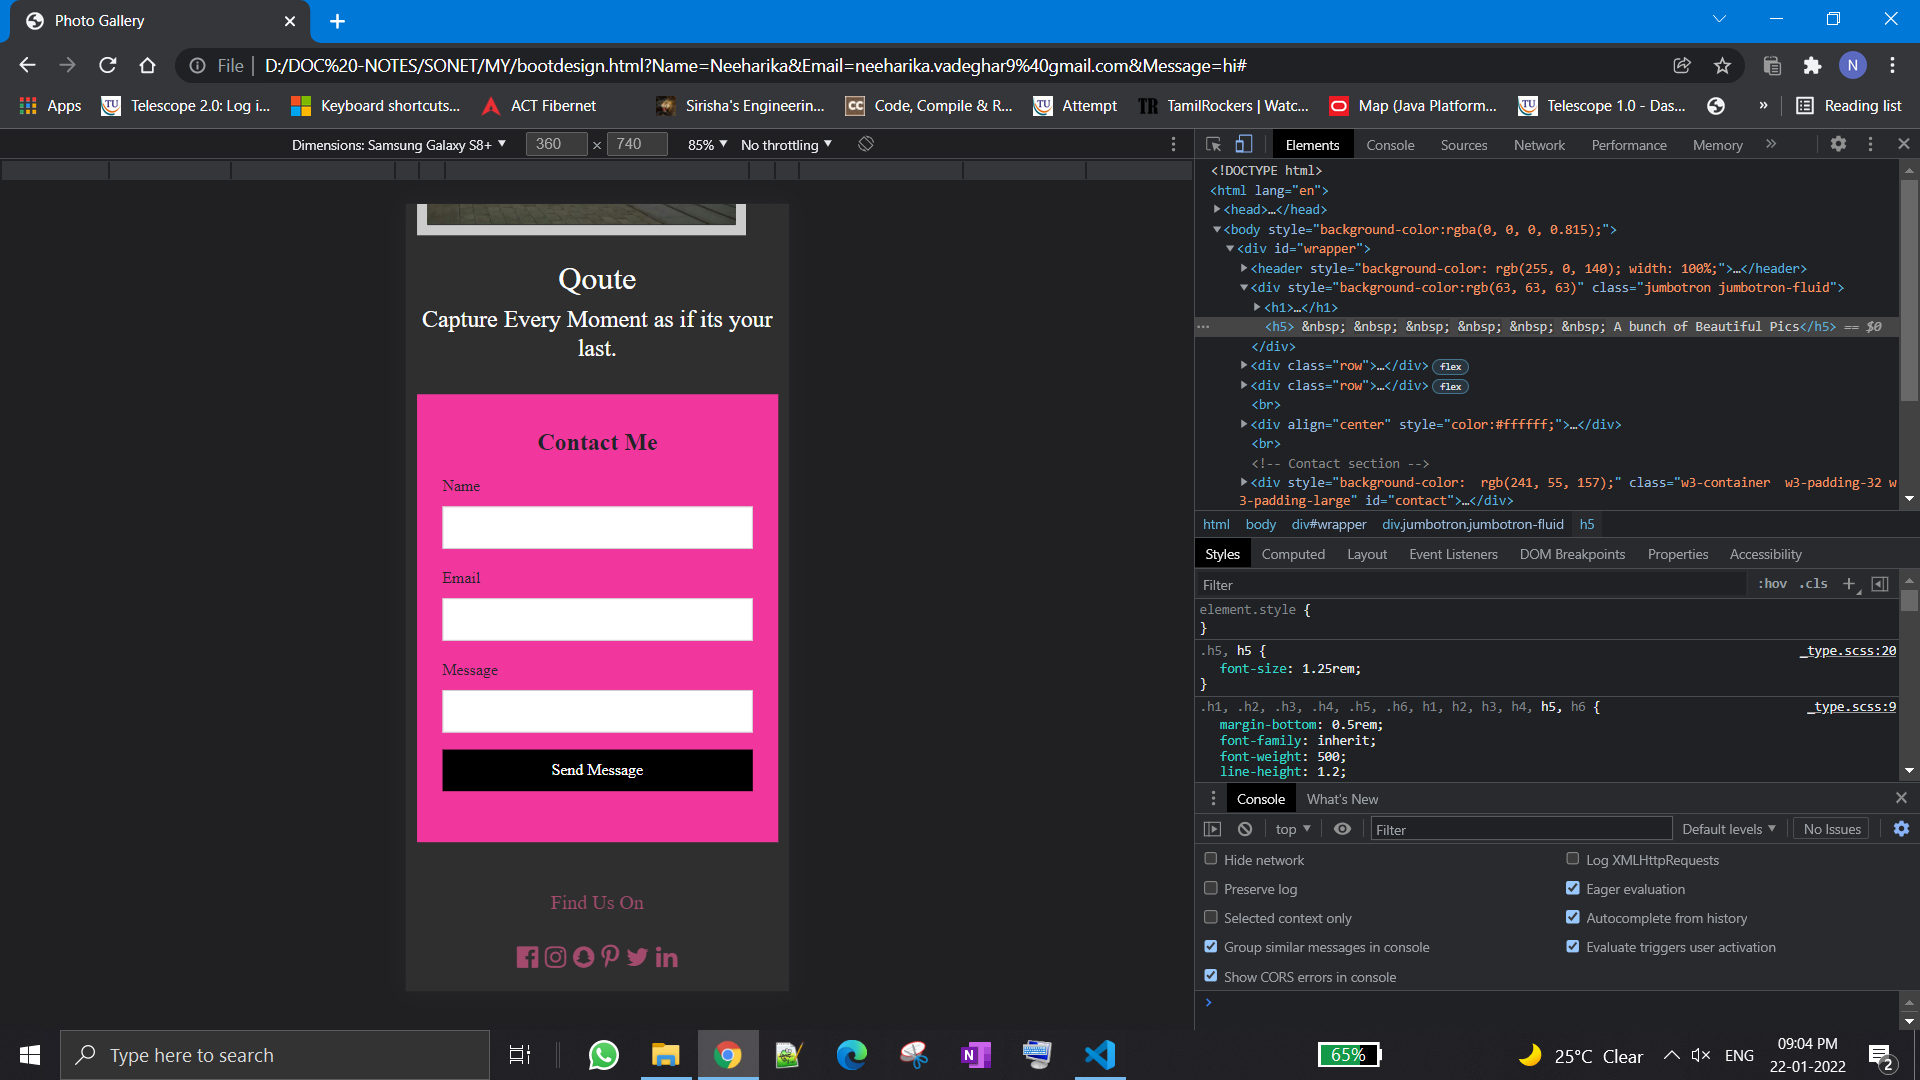 Photo Gallery
File D:/DOC%20-NOTES/SONET/MY/bootdesign.html?Name=Neeharika&Email=neeharika.vadeghar9%40gmail.com&Message=hi#
N
Apps Telescope 2.0: Log i... Keyboard shortcuts... ACT Fibernet Sirisha's Engineerin... Code, Compile & R... Attempt TamilRockers | Watc... Map (Java Platform... Telescope 1.0 - Das... » Reading list
Dimensions: Samsung Galaxy S8+ 360 × 740 85% No throttling
Qoute
Capture Every Moment as if its your
last.
Contact Me
Name
Email
Message
Send Message
Find Us On
Elements Console Sources Network Performance Memory »
<!DOCTYPE html>
<html lang="en">
<head>…</head>
<body style="background-color:rgba(0, 0, 0, 0.815);">
<div id="wrapper">
<header style="background-color: rgb(255, 0, 140); width: 100%;">…</header>
<div style="background-color:rgb(63, 63, 63)" class="jumbotron jumbotron-fluid">
<h1>…</h1>
<h5> &nbsp; &nbsp; &nbsp; &nbsp; &nbsp; &nbsp; A bunch of Beautiful Pics</h5> == $0
</div>
<div class="row">…</div> flex
<div class="row">…</div> flex
<br>
<div align="center" style="color:#ffffff;">…</div>
<br>
<!-- Contact section -->
<div style="background-color:  rgb(241, 55, 157);" class="w3-container  w3-padding-32 w
3-padding-large" id="contact">…</div>
html body div#wrapper div.jumbotron.jumbotron-fluid h5
Styles Computed Layout Event Listeners DOM Breakpoints Properties Accessibility
Filter :hov .cls +
element.style {
}
.h5, h5 { _type.scss:20
font-size: 1.25rem;
}
.h1, .h2, .h3, .h4, .h5, .h6, h1, h2, h3, h4, h5, h6 { _type.scss:9
margin-bottom: 0.5rem;
font-family: inherit;
font-weight: 500;
line-height: 1.2;
Console What's New
top Filter Default levels No Issues
Hide network Log XMLHttpRequests
Preserve log Eager evaluation
Selected context only Autocomplete from history
Group similar messages in console Evaluate triggers user activation
Show CORS errors in console
Type here to search 65% 25°C Clear ENG 09:04 PM
22-01-2022 2